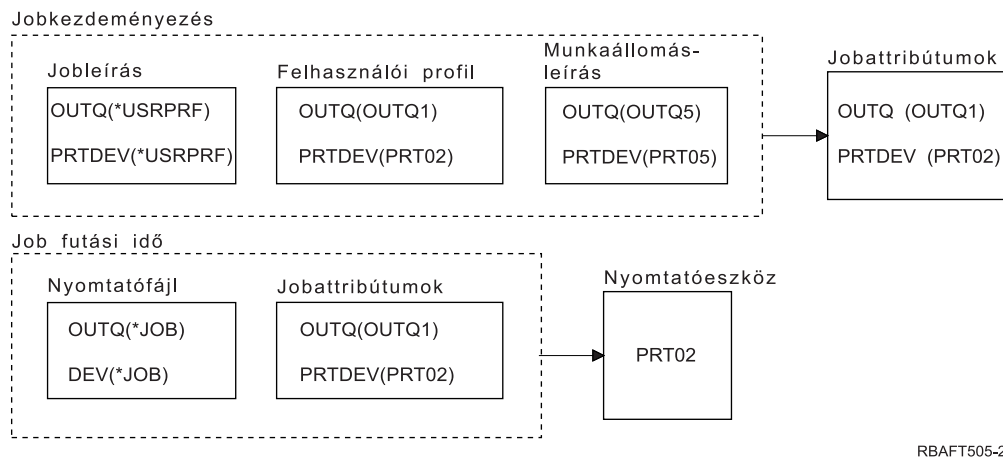 Jobkezdeményezés
Jobleírás
OUTQ(*USRPRF)
PRTDEV(*USRPRF)
Felhasználói profil
OUTQ(OUTQ1)
PRTDEV(PRT02)
Munkaállomás-
leírás
OUTQ(OUTQ5)
PRTDEV(PRT05)
Jobattribútumok
OUTQ (OUTQ1)
PRTDEV (PRT02)
Job futási idő
Nyomtatófájl
OUTQ(*JOB)
DEV(*JOB)
Jobattribútumok
OUTQ(OUTQ1)
PRTDEV(PRT02)
Nyomtatóeszköz
PRT02
RBAFT505-2